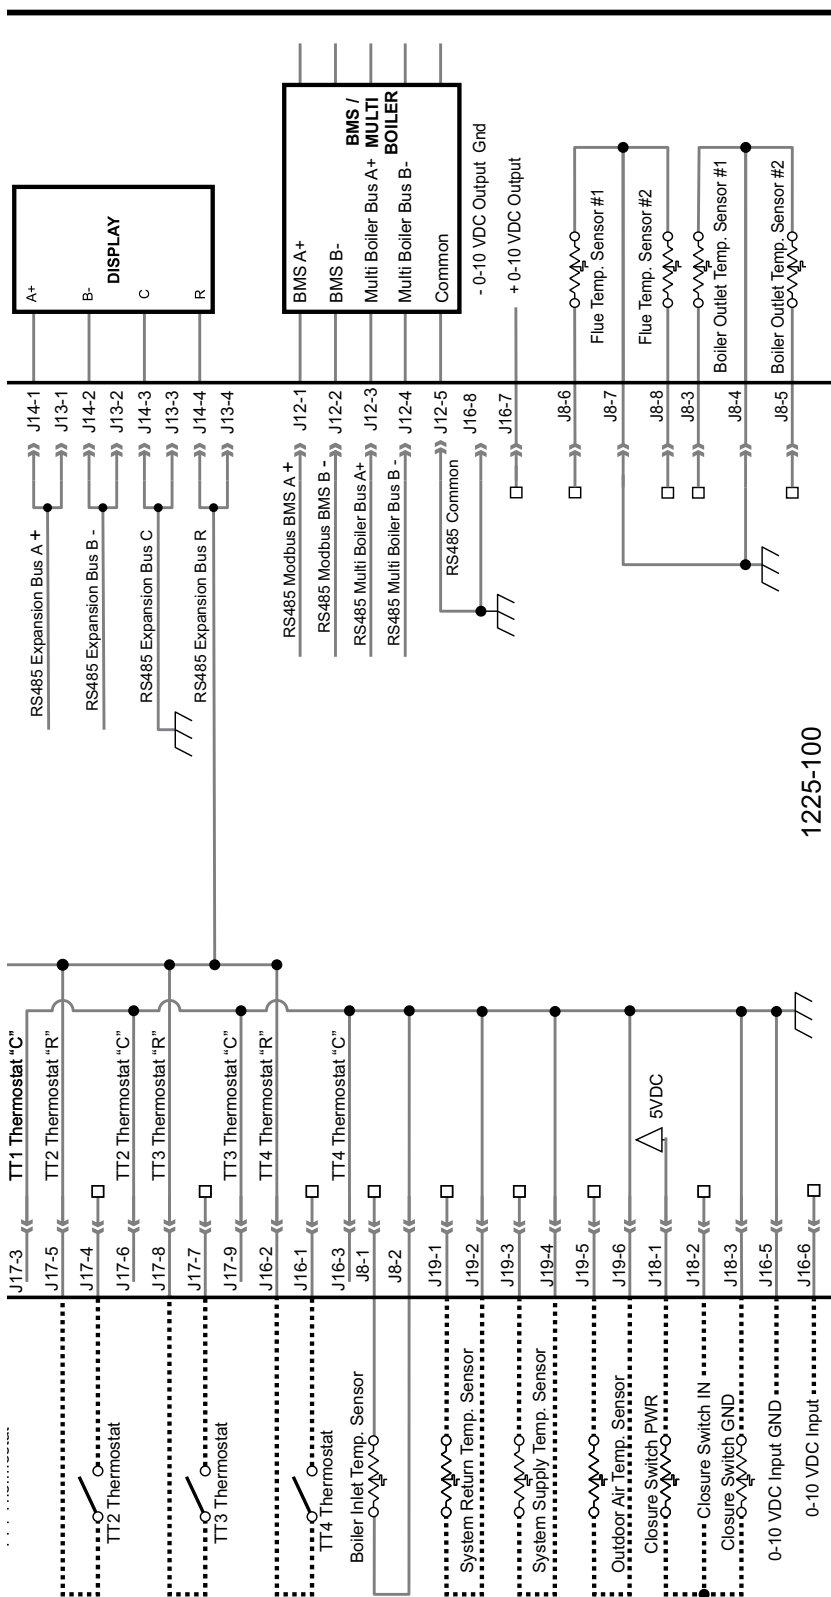 A+
B-
C
R
DISPLAY
BMS A+
BMS B-
Multi Boiler Bus A+
Multi Boiler Bus B-
Common
BMS /
MULTI
BOILER
- 0-10 VDC Output Gnd
+ 0-10 VDC Output
Flue Temp. Sensor #1
Flue Temp. Sensor #2
Boiler Outlet Temp. Sensor #1
Boiler Outlet Temp. Sensor #2
J14-1
J13-1
J14-2
J13-2
J14-3
J13-3
J14-4
J13-4
J12-1
J12-2
J12-3
J12-4
J12-5
J16-8
J16-7
J8-6
J8-7
J8-8
J8-3
J8-4
J8-5
RS485 Expansion Bus A +
RS485 Expansion Bus B -
RS485 Expansion Bus C
RS485 Expansion Bus R
RS485 Modbus BMS A +
RS485 Modbus BMS B -
RS485 Multi Boiler Bus A+
RS485 Multi Boiler Bus B -
RS485 Common
1225-100
TT1 Thermostat “C”
TT2 Thermostat “R”
TT2 Thermostat “C”
TT3 Thermostat “R”
TT3 Thermostat “C”
TT4 Thermostat “R”
TT4 Thermostat “C”
5VDC
J17-3
J17-5
J17-4
J17-6
J17-8
J17-7
J17-9
J16-2
J16-1
J16-3
J8-1
J8-2
J19-1
J19-2
J19-3
J19-4
J19-5
J19-6
J18-1
J18-2
J18-3
J16-5
J16-6
TT2 Thermostat
TT3 Thermostat
TT4 Thermostat
Boiler Inlet Temp. Sensor
System Return Temp. Sensor
System Supply Temp. Sensor
Outdoor Air Temp. Sensor
Closure Switch PWR
Closure Switch IN
Closure Switch GND
0-10 VDC Input GND
0-10 VDC Input